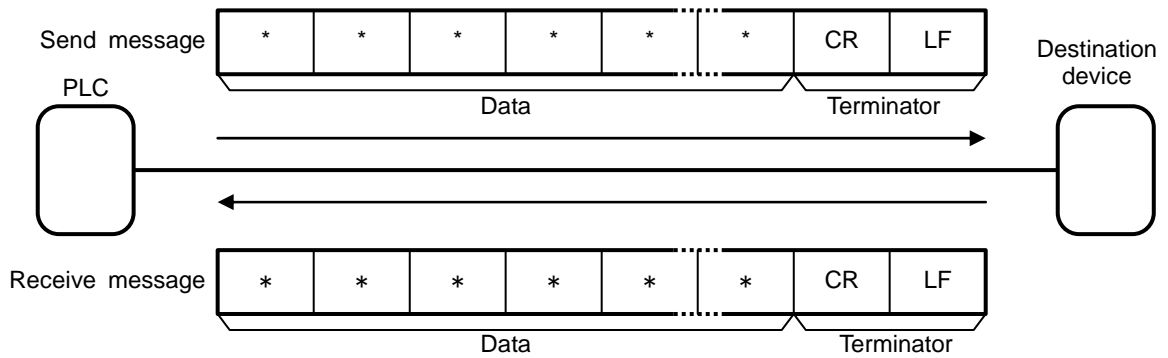 Send message * * * * * * CR LF
Destination
device
PLC
Data Terminator
Receive message * * * * * * CR LF
Data Terminator